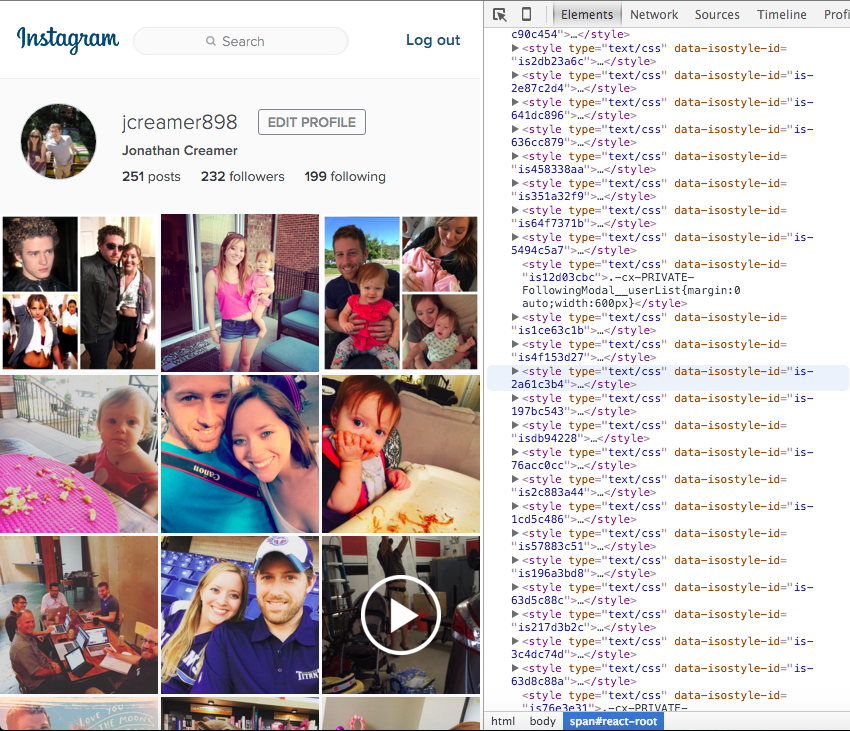 Instagram
Search
Log out
jcreamer898
EDIT PROFILE
Jonathan Creamer
251 posts 232 followers 199 following
Canon
TITANS
LOVE YOU
TO THE MOON
Elements Network Sources Timeline Profi
c90c454">…</style>
▶<style type="text/css" data-isostyle-id=
"is2db23a6c">…</style>
▶<style type="text/css" data-isostyle-id="is-
2e87c2d4">…</style>
▶<style type="text/css" data-isostyle-id="is-
641dc896">…</style>
▶<style type="text/css" data-isostyle-id="is-
636cc879">…</style>
▶<style type="text/css" data-isostyle-id=
"is458338aa">…</style>
▶<style type="text/css" data-isostyle-id=
"is351a32f9">…</style>
▶<style type="text/css" data-isostyle-id=
"is64f7371b">…</style>
▶<style type="text/css" data-isostyle-id="is-
5494c5a7">…</style>
<style type="text/css" data-isostyle-id=
"is12d03cbc">.-cx-PRIVATE-
FollowingModal__userList{margin:0
auto;width:600px}</style>
▶<style type="text/css" data-isostyle-id=
"is1ce63c1b">…</style>
▶<style type="text/css" data-isostyle-id=
"is4f153d27">…</style>
▶<style type="text/css" data-isostyle-id="is-
2a61c3b4">…</style>
▶<style type="text/css" data-isostyle-id="is-
197bc543">…</style>
▶<style type="text/css" data-isostyle-id=
"isdb94228">…</style>
▶<style type="text/css" data-isostyle-id="is-
76acc0cc">…</style>
▶<style type="text/css" data-isostyle-id=
"is2c883a44">…</style>
▶<style type="text/css" data-isostyle-id="is-
1cd5c486">…</style>
▶<style type="text/css" data-isostyle-id=
"is57883c51">…</style>
▶<style type="text/css" data-isostyle-id=
"is196a3bd8">…</style>
▶<style type="text/css" data-isostyle-id="is-
63d5c88c">…</style>
▶<style type="text/css" data-isostyle-id=
"is217d3b2c">…</style>
▶<style type="text/css" data-isostyle-id="is-
3c4dc74d">…</style>
▶<style type="text/css" data-isostyle-id="is-
63d8c88a">…</style>
<style type="text/css" data-isostyle-id=
"is76e3e31">.-cx-PRIVATE-
html body span#react-root